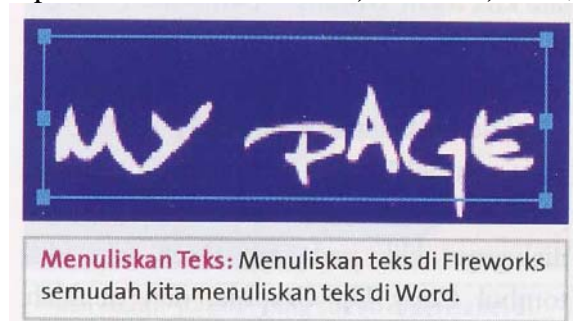 MY PAGE
Menuliskan Teks: Menuliskan teks di FIreworks
semudah kita menuliskan teks di Word.